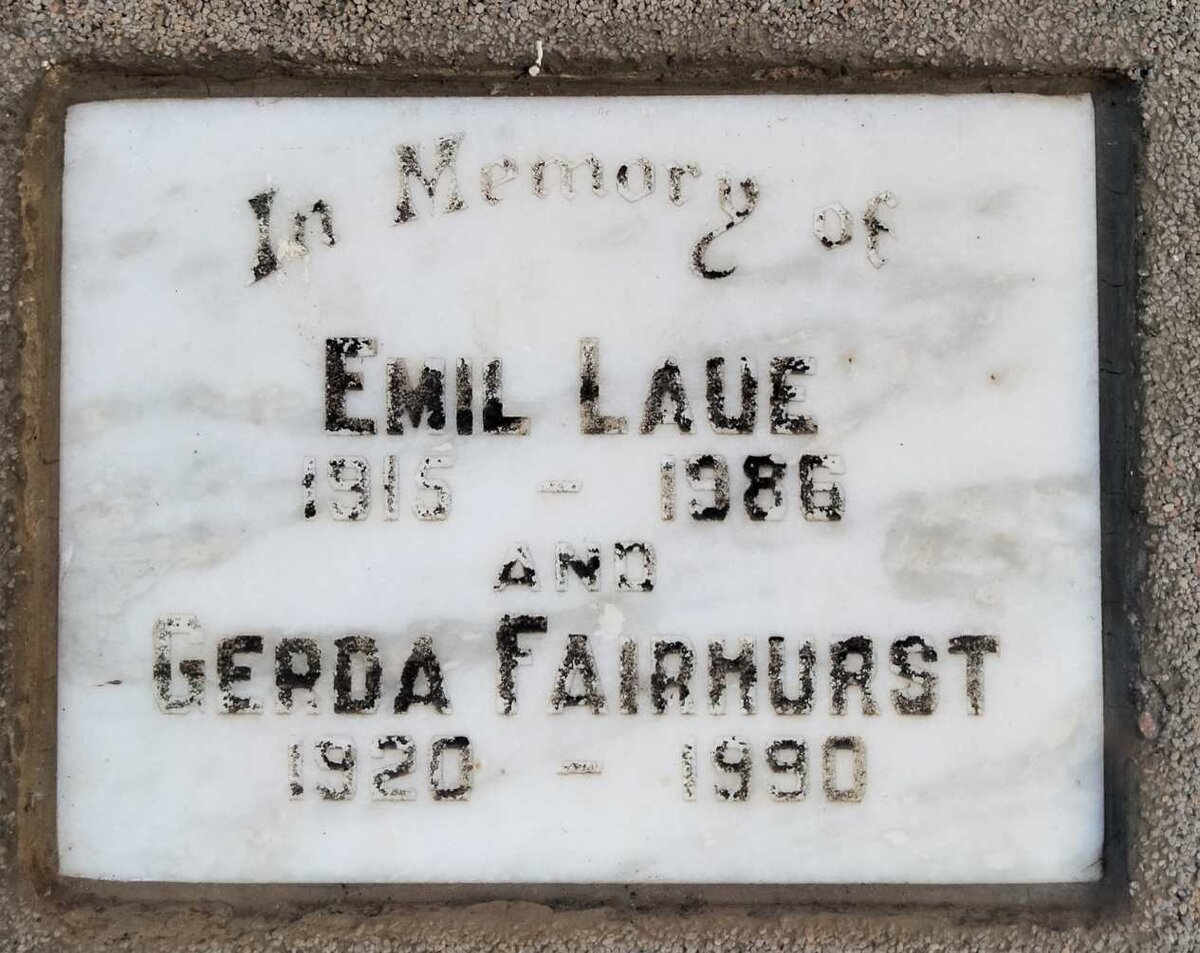 In Memory of
EMIL LAUE
1915 - 1986
AND
GERDA FAIRHURST
1920 - 1990